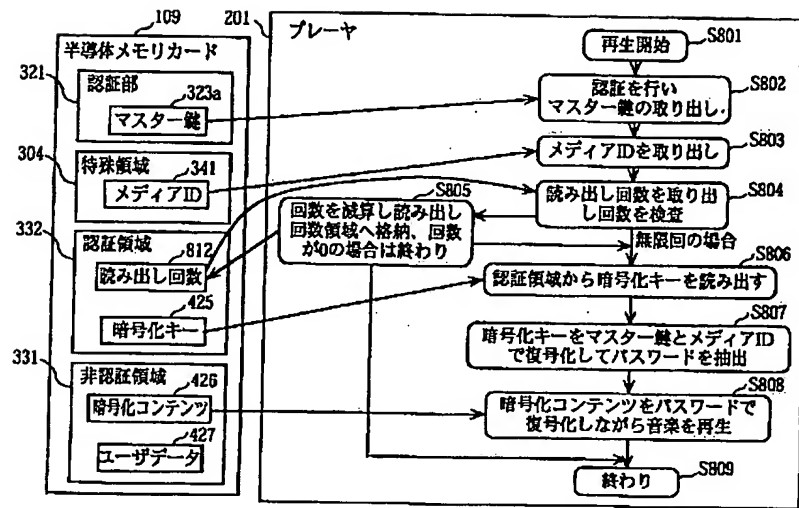 109
半導体メモリカード
321
認証部
323a
マスター鍵
304
特殊領域
341
メディアID
332
認証領域
812
読み出し回数
425
暗号化キー
331
非認証領域
426
暗号化コンテンツ
427
ユーザデータ
201
プレーヤ
再生開始
S801
認証を行い
マスター鍵の取り出し
S802
メディアIDを取り出し
S803
読み出し回数を取り出
し回数を検査
S804
S805
回数を減算し読み出し
回数領域へ格納、回数
が0の場合は終わり
無限回の場合
S806
認証領域から暗号化キーを読み出す
S807
暗号化キーをマスター鍵とメディアID
で復号化してパスワードを抽出
S808
暗号化コンテンツをパスワードで
復号化しながら音楽を再生
終わり
S809